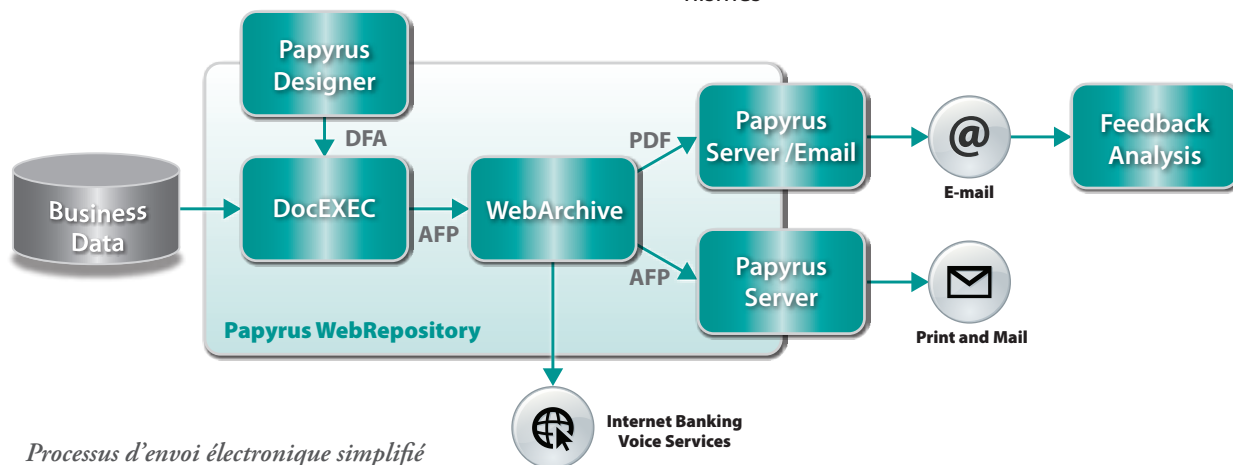 Papyrus
Designer
DFA
PDF
Papyrus
Server /Email
@
E-mail
Feedback
Analysis
Business
Data
DocEXEC
AFP
WebArchive
AFP
Papyrus
Server
Print and Mail
Papyrus WebRepository
Internet Banking
Voice Services
Processus d'envoi électronique simplifié